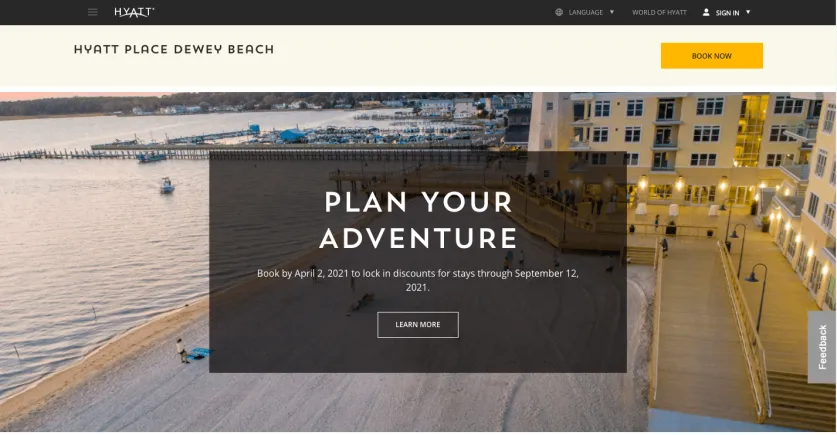 HYATT
LANGUAGE
WORLD OF HYATT
SIGN IN
HYATT PLACE DEWEY BEACH
BOOK NOW
PLAN YOUR
ADVENTURE
Book by April 2, 2021 to lock in discounts for stays through September 12,
2021.
LEARN MORE
Feedback